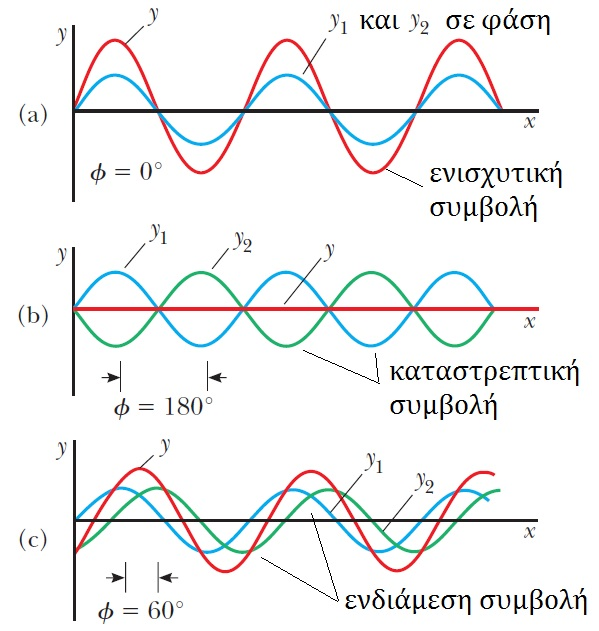 y
y
y1 και y2 σε φάση
(a)
x
ϕ = 0°
ενισχυτική
συμβολή
y
y1
y2
y
(b)
x
ϕ = 180°
καταστρεπτική
συμβολή
y
y
y1
y2
(c)
x
ϕ = 60°
ενδιάμεση συμβολή